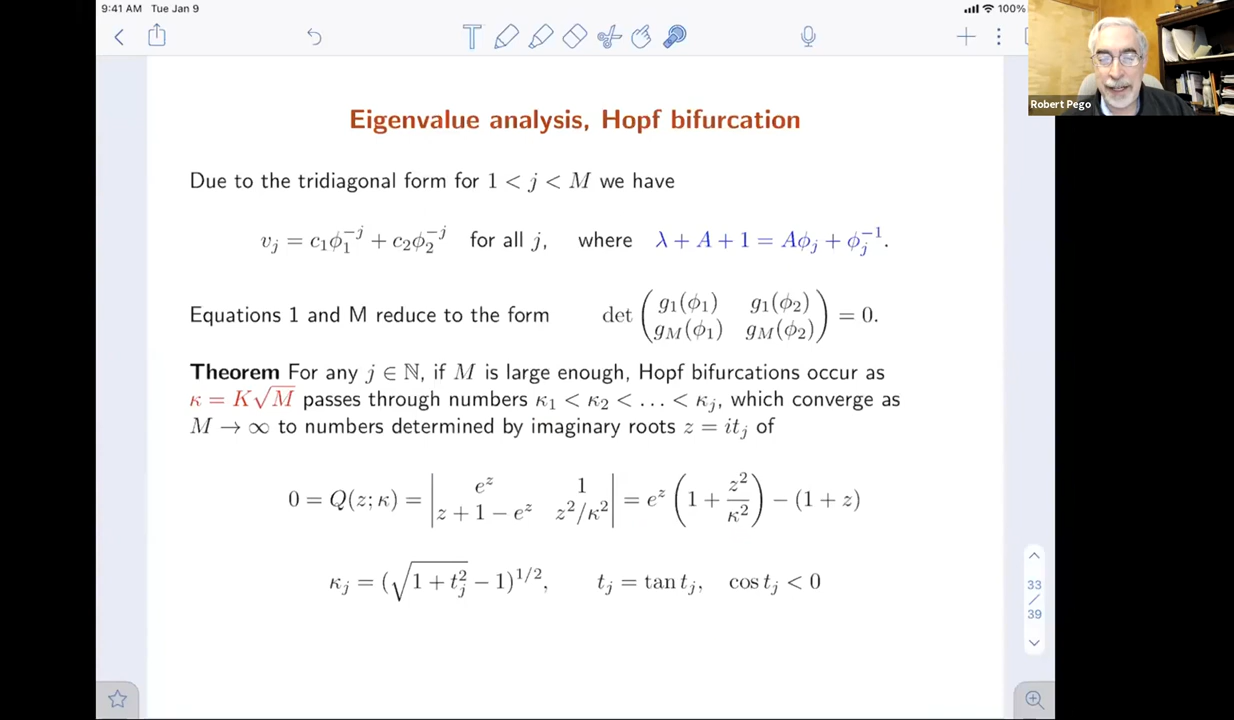 9:41 AM Tue Jan 9
100%
Robert Pego
Eigenvalue analysis, Hopf bifurcation
Due to the tridiagonal form for 1 < j < M we have
v_j = c_1 φ_1^{-j} + c_2 φ_2^{-j} for all j, where λ + A + 1 = Aφ_j + φ_j^{-1}.
Equations 1 and M reduce to the form det ( g_1(φ_1) g_1(φ_2) ; g_M(φ_1) g_M(φ_2) ) = 0.
Theorem For any j ∈ ℕ, if M is large enough, Hopf bifurcations occur as
κ = K√M passes through numbers κ_1 < κ_2 < … < κ_j, which converge as
M → ∞ to numbers determined by imaginary roots z = it_j of
0 = Q(z; κ) = | e^z 1 ; z + 1 − e^z z^2/κ^2 | = e^z (1 + z^2/κ^2) − (1 + z)
κ_j = (√(1 + t_j^2) − 1)^{1/2}, t_j = tan t_j, cos t_j < 0
33
/
39